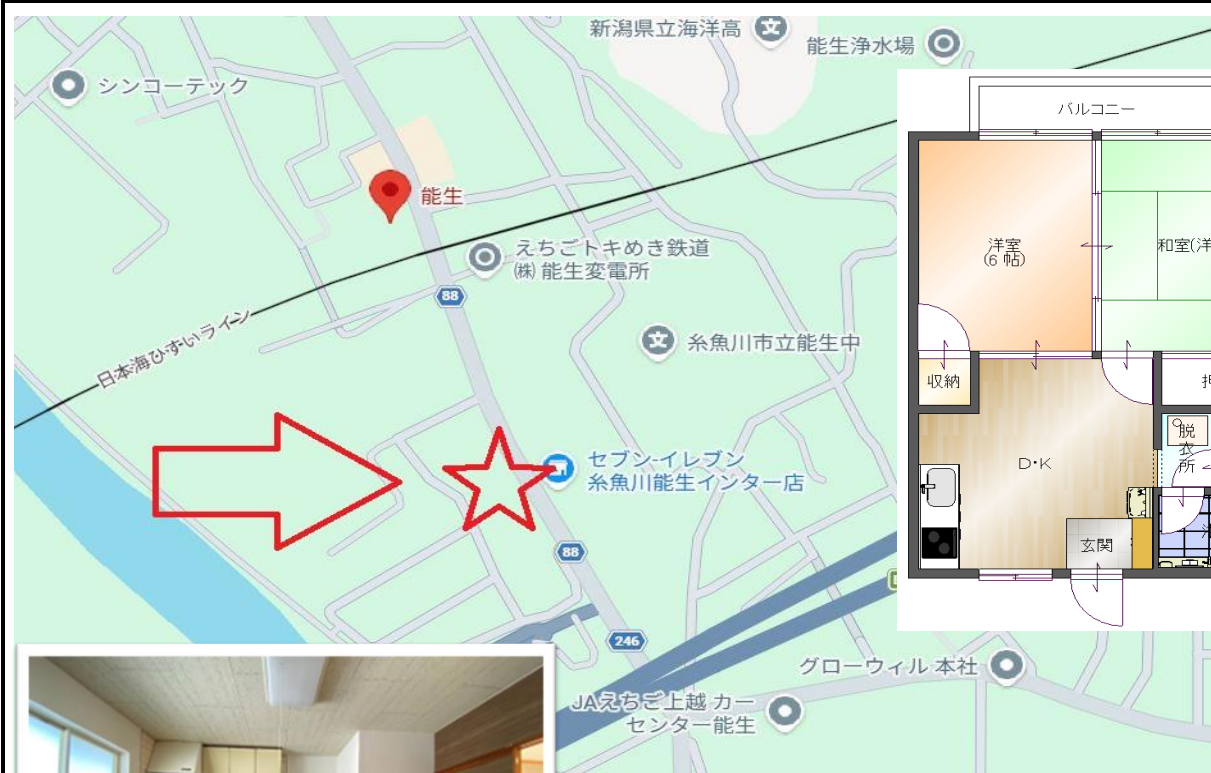 新潟県立海洋高
能生浄水場
シンコーテック
バルコニー
能生
洋室
(6 帖)
和室(洋
えちごトキめき鉄道
㈱ 能生変電所
88
日本海ひすいライン
糸魚川市立能生中
収納
脱
衣
所
D・K
セブン-イレブン
糸魚川能生インター店
玄関
88
246
グローウィル 本社
JAえちご上越 カー
センター能生